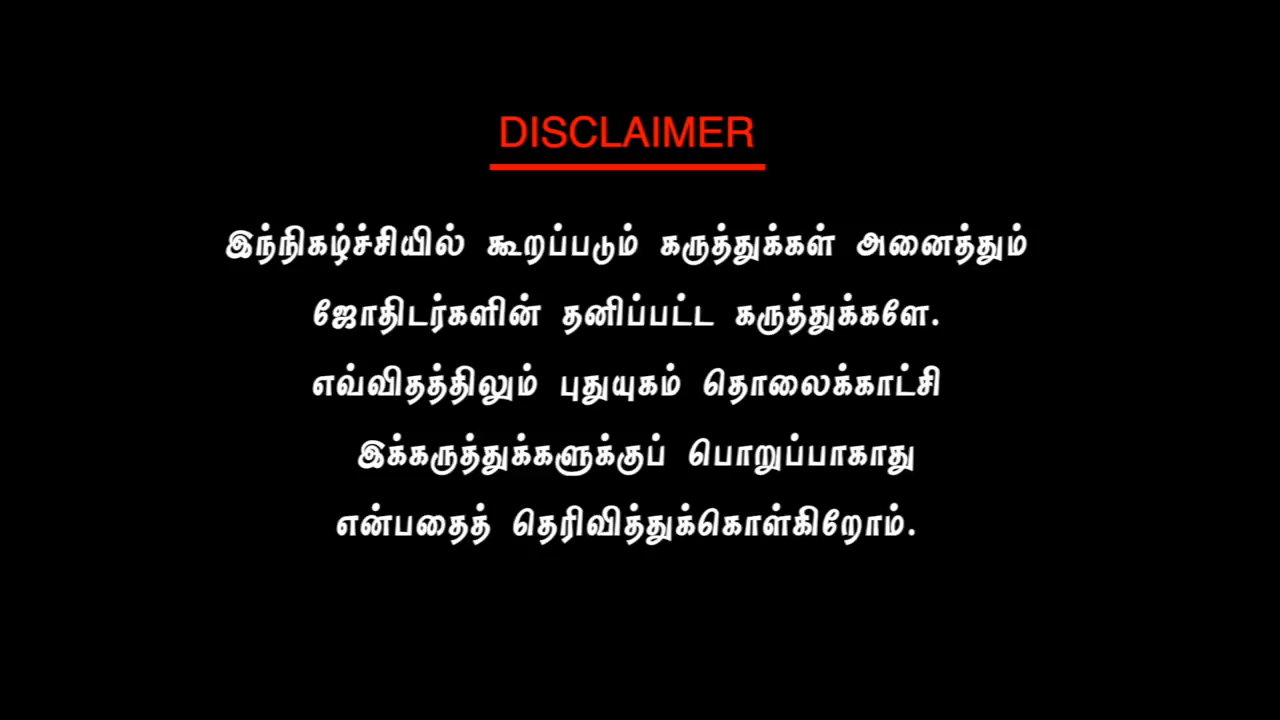 DISCLAIMER
இந்நிகழ்ச்சியில் கூறப்படும் கருத்துக்கள் அனைத்தும்
ஜோதிடர்களின் தனிப்பட்ட கருத்துக்களே.
எவ்விதத்திலும் புதுயுகம் தொலைக்காட்சி
இக்கருத்துக்களுக்குப் பொறுப்பாகாது
என்பதைத் தெரிவித்துக்கொள்கிறோம்.